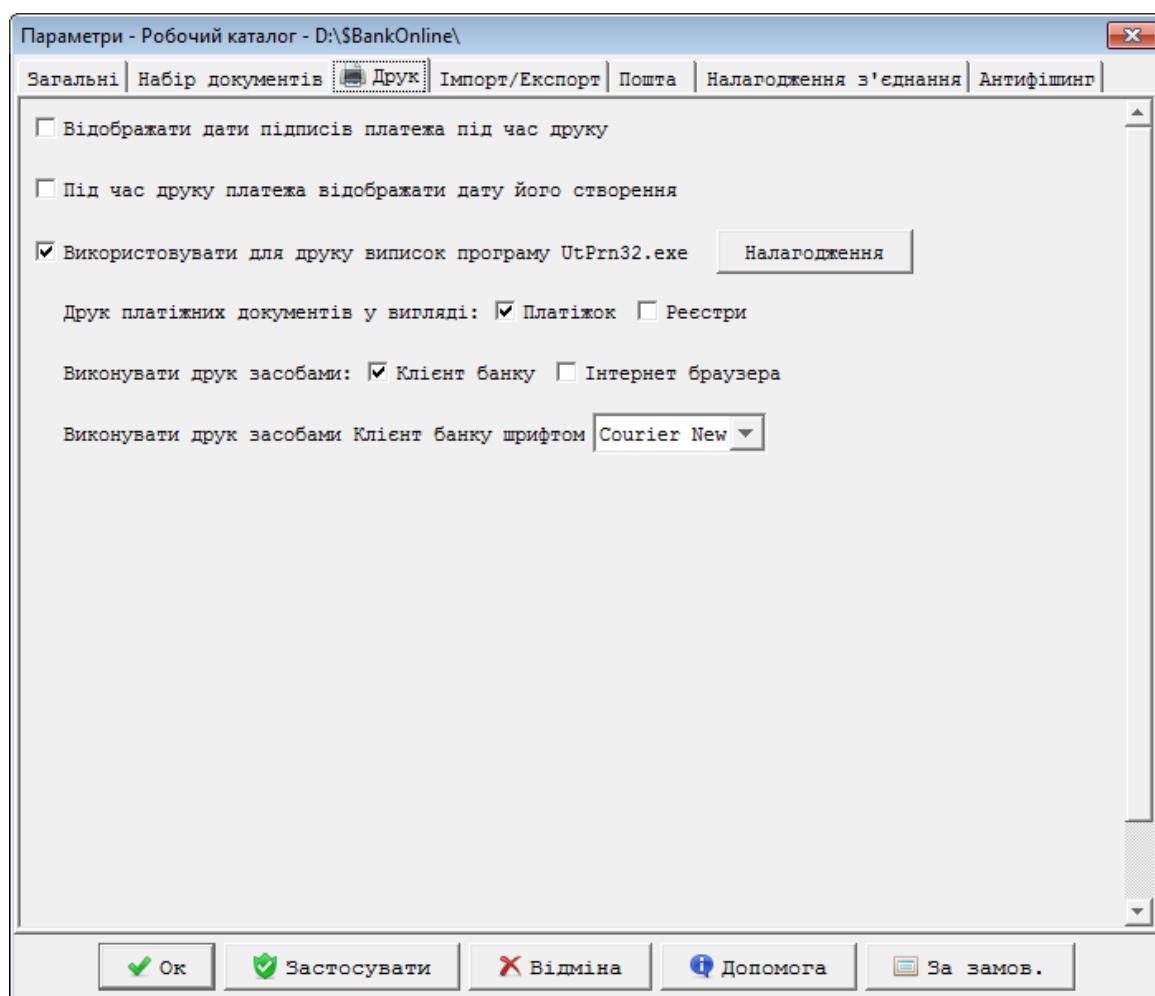 Параметри - Робочий каталог - D:\$BankOnline\
Загальні Набір документів Друк Імпорт/Експорт Пошта Налагодження з'єднання Антифішинг
Відображати дати підписів платежа під час друку
Під час друку платежа відображати дату його створення
Використовувати для друку виписок програму UtPrn32.exe Налагодження
Друк платіжних документів у вигляді: Платіжок Реєстри
Виконувати друк засобами: Клієнт банку Інтернет браузера
Виконувати друк засобами Клієнт банку шрифтом Courier New
Ок Застосувати Відміна Допомога За замов.